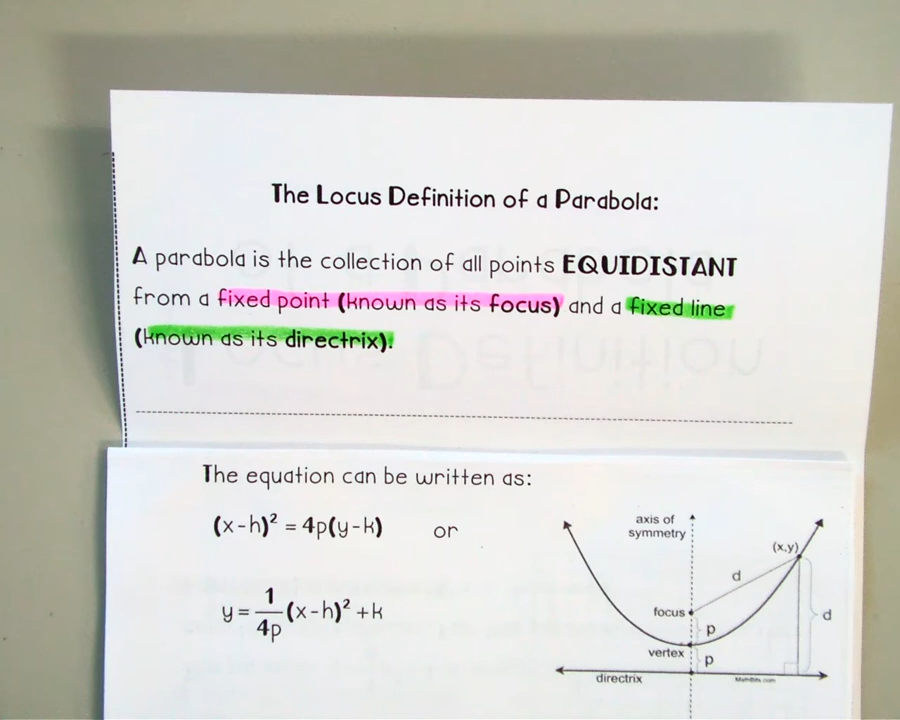 The Locus Definition of a Parabola:
A parabola is the collection of all points EQUIDISTANT
from a fixed point (known as its focus) and a fixed line
(known as its directrix).
The equation can be written as:
(x-h)² = 4p(y-k) or
y = 1/4p (x-h)² + k
axis of
symmetry
(x,y)
d
focus
d
p
vertex
p
directrix
MathBits.com